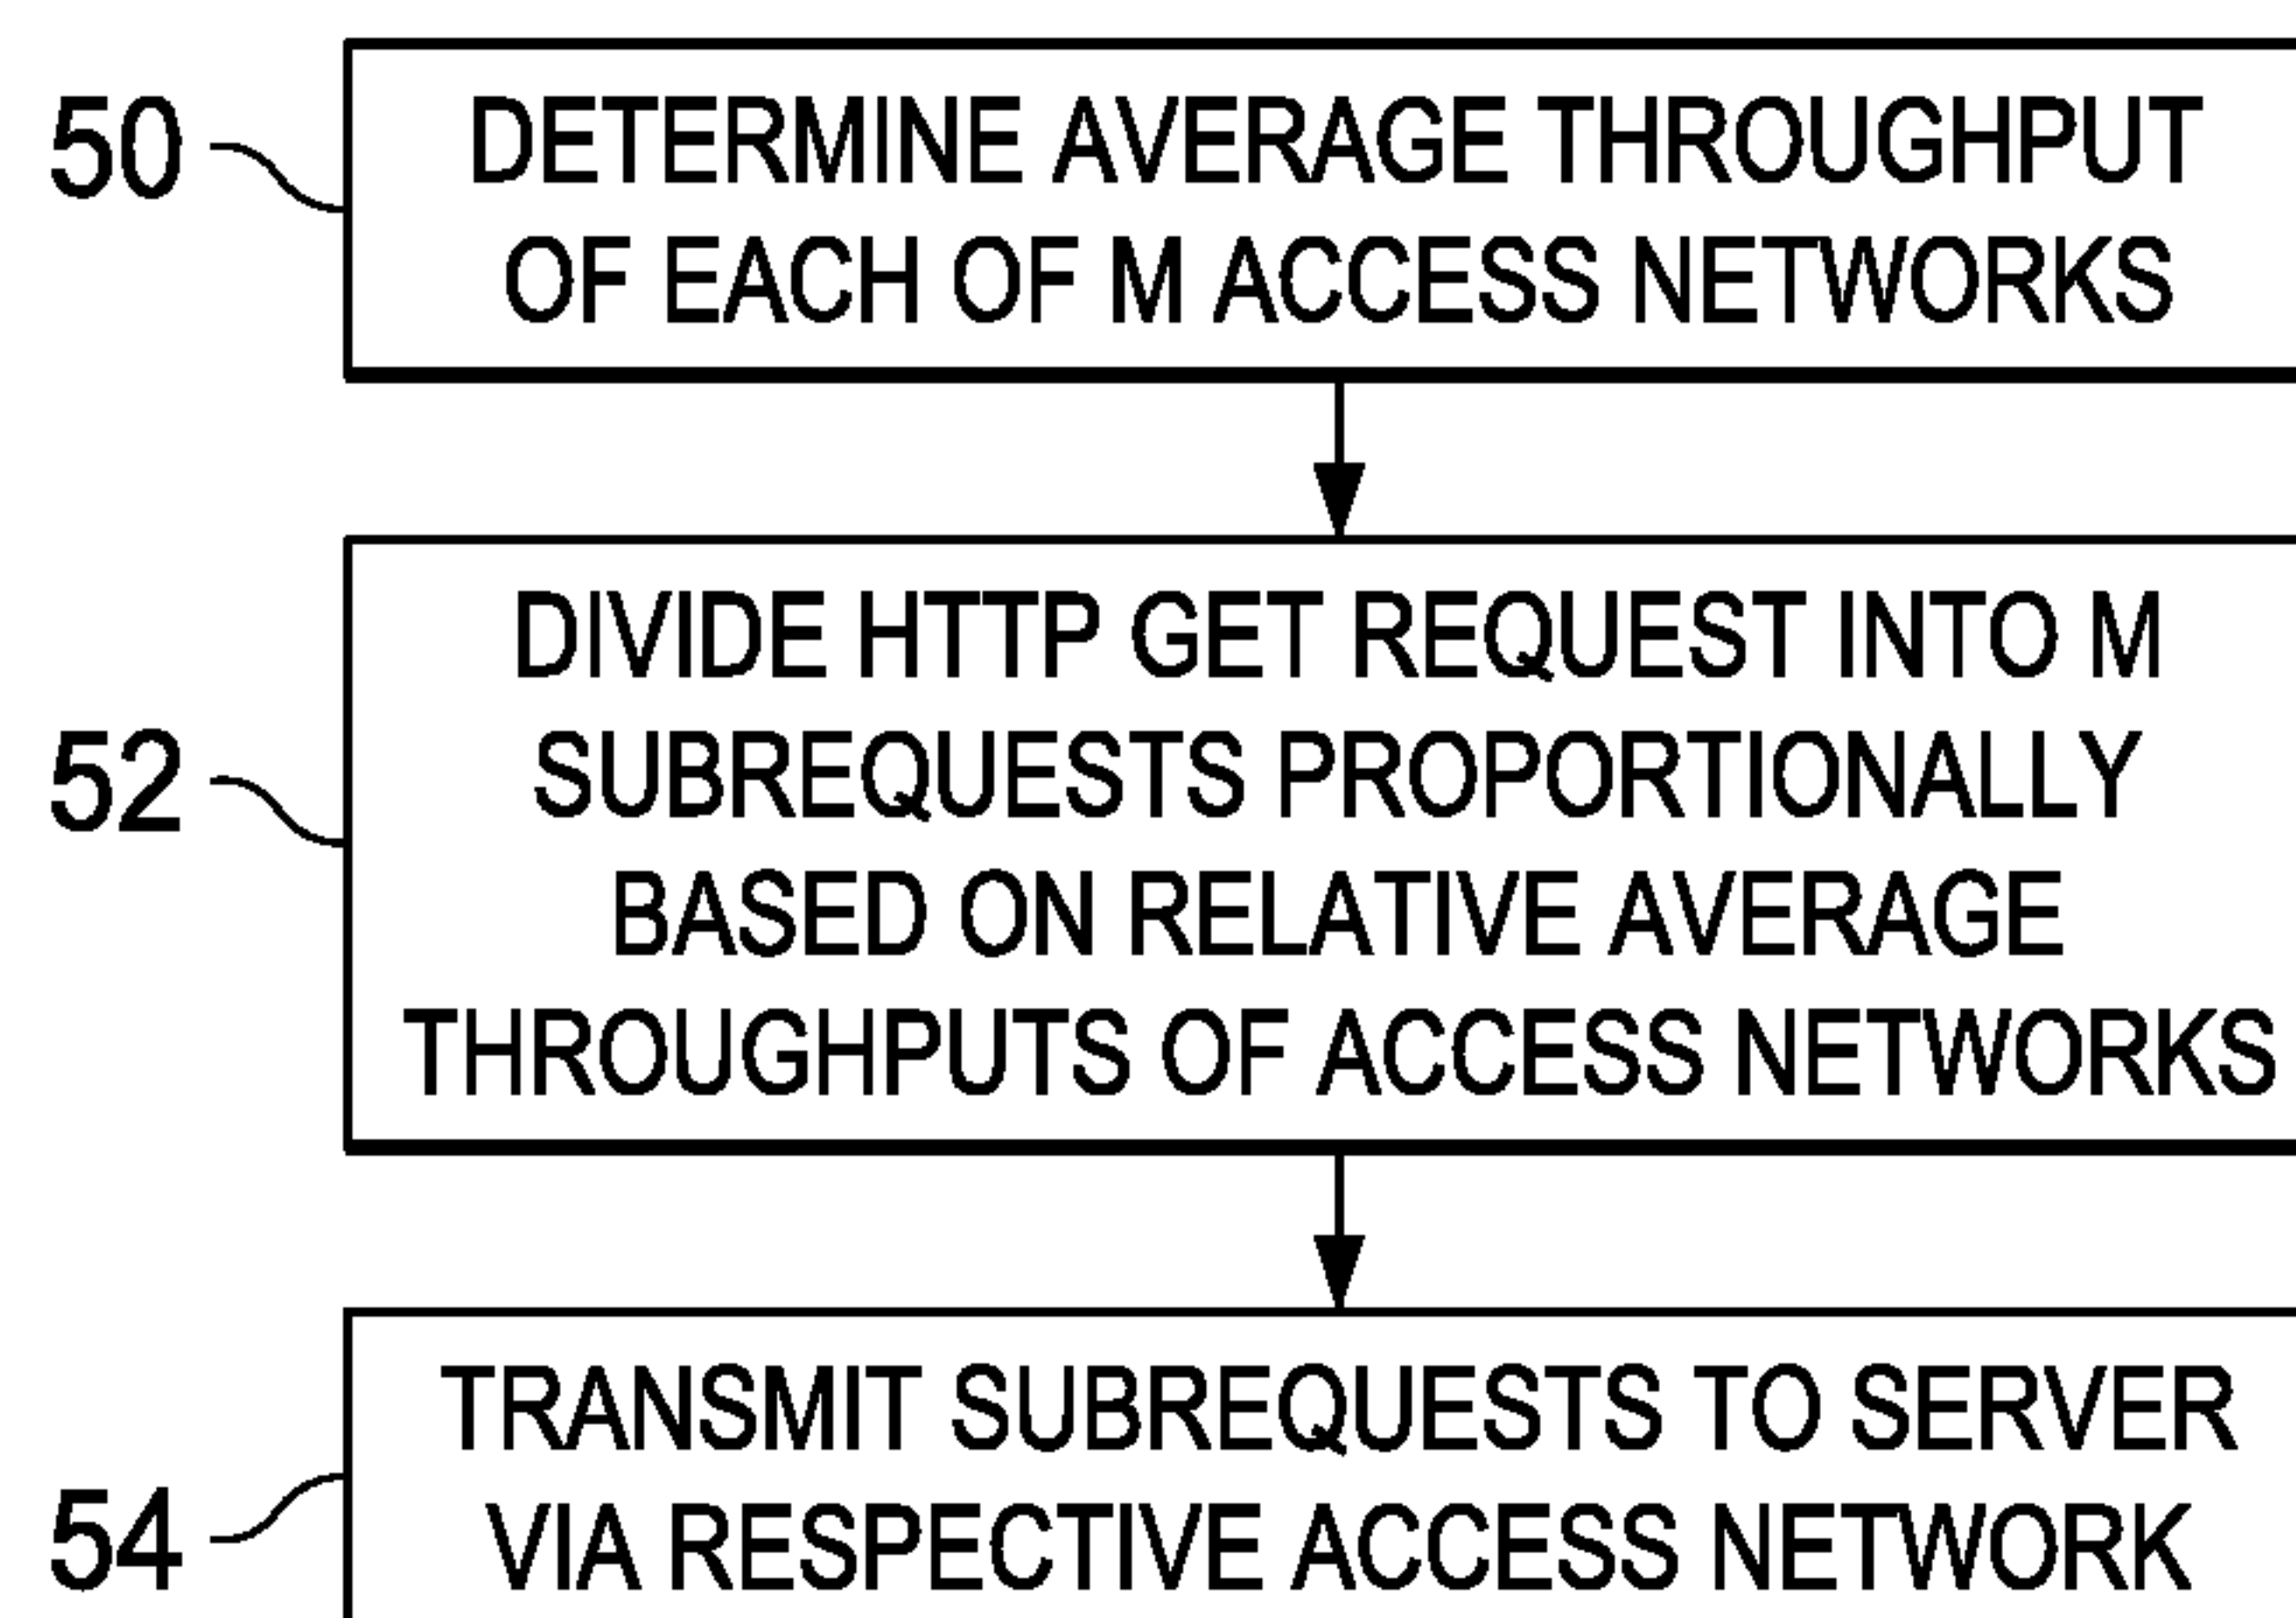 50
DETERMINE AVERAGE THROUGHPUT
OF EACH OF M ACCESS NETWORKS
DIVIDE HTTP GET REQUEST INTO M
52
SUBREQUESTS PROPORTIONALLY
BASED ON RELATIVE AVERAGE
THROUGHPUTS OF ACCESS NETWORKS
TRANSMIT SUBREQUESTS TO SERVER
54
VIA RESPECTIVE ACCESS NETWORK